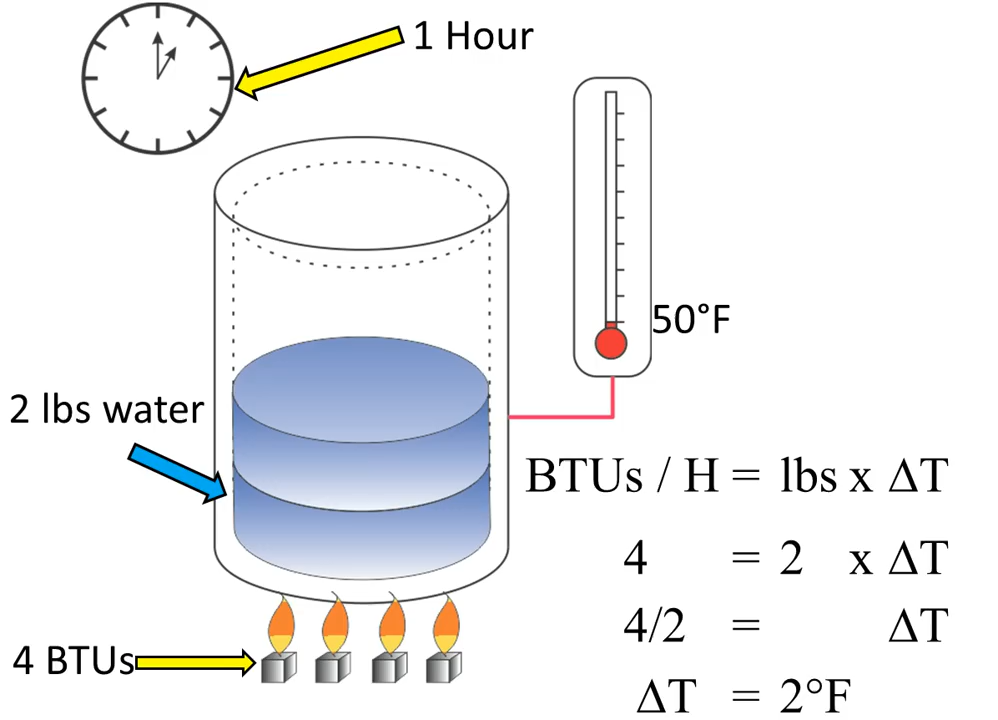 1 Hour
50°F
2 lbs water
BTUs / H = lbs x ΔT
4 = 2 x ΔT
4/2 = ΔT
4 BTUs
ΔT = 2°F